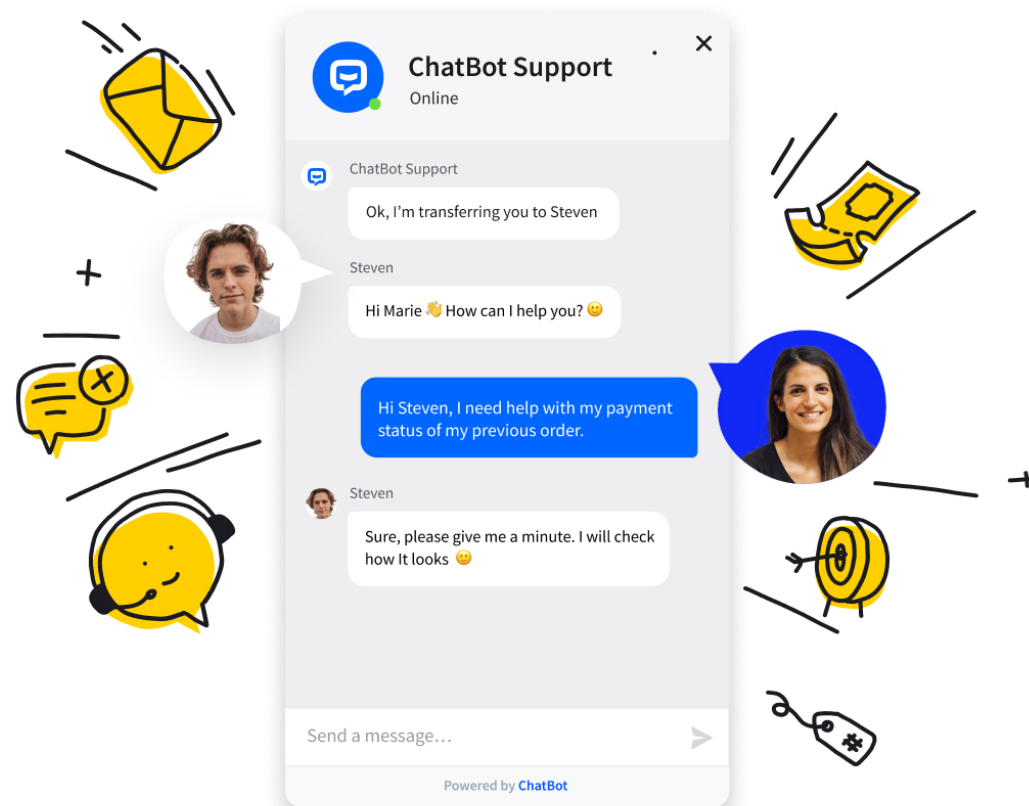 ChatBot Support
Online
ChatBot Support
Ok, I'm transferring you to Steven
Steven
Hi Marie 👋 How can I help you? 🙂
Hi Steven, I need help with my payment
status of my previous order.
Steven
Sure, please give me a minute. I will check
how It looks 🙂
Send a message...
Powered by ChatBot
#